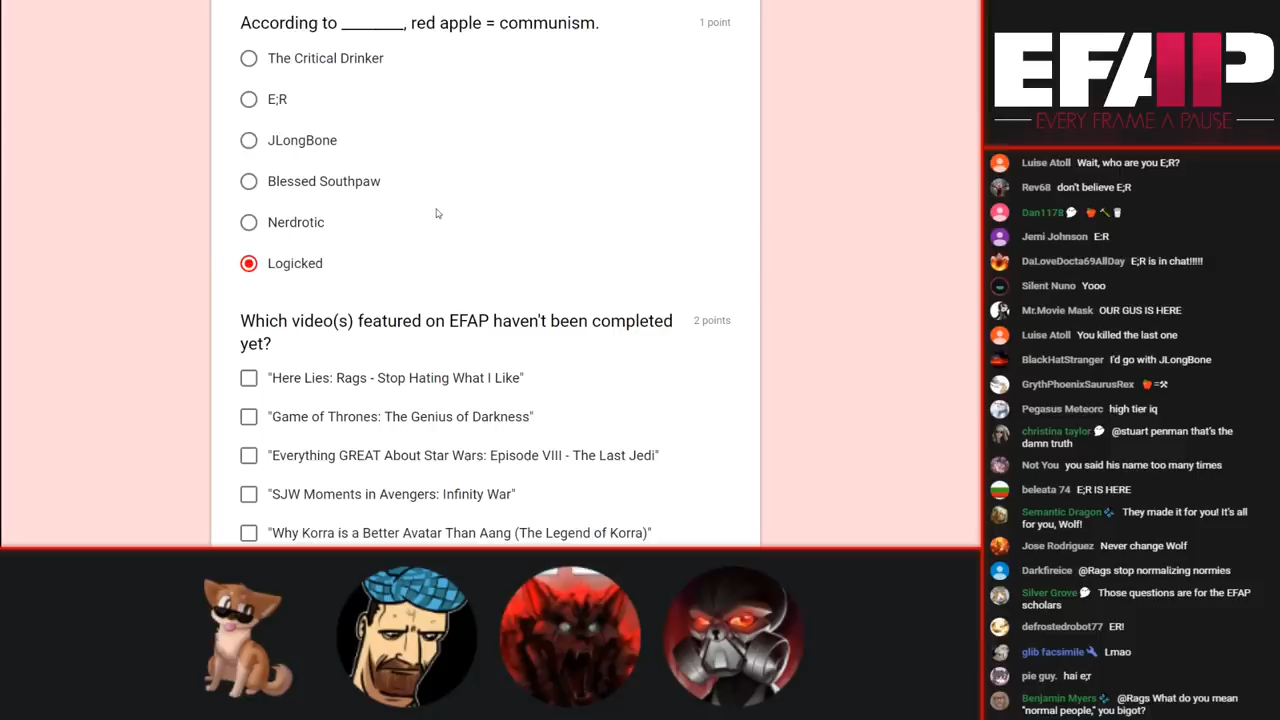 According to ________, red apple = communism.
1 point
The Critical Drinker
E;R
JLongBone
Blessed Southpaw
Nerdrotic
Logicked
Which video(s) featured on EFAP haven't been completed
yet?
2 points
"Here Lies: Rags - Stop Hating What I Like"
"Game of Thrones: The Genius of Darkness"
"Everything GREAT About Star Wars: Episode VIII - The Last Jedi"
"SJW Moments in Avengers: Infinity War"
"Why Korra is a Better Avatar Than Aang (The Legend of Korra)"
EFAP
EVERY FRAME A PAUSE
Luise Atoll Wait, who are you E;R?
Rev68 don't believe E;R
Dan1178 🍎🔨🥛
Jemi Johnson E:R
DaLoveDocta69AllDay E;R is in chat!!!!!
Silent Nuno Yooo
Mr.Movie Mask OUR GUS IS HERE
Luise Atoll You killed the last one
BlackHatStranger I'd go with JLongBone
GrythPhoenixSaurusRex 🍎=⚒
Pegasus Meteorc high tier iq
christina taylor @stuart penman that's the
damn truth
Not You you said his name too many times
beleata 74 E;R IS HERE
Semantic Dragon They made it for you! It's all
for you, Wolf!
Jose Rodriguez Never change Wolf
Darkfireice @Rags stop normalizing normies
Silver Grove Those questions are for the EFAP
scholars
defrostedrobot77 ER!
glib facsimile Lmao
pie guy. hai e;r
Benjamin Myers @Rags What do you mean
"normal people," you bigot?